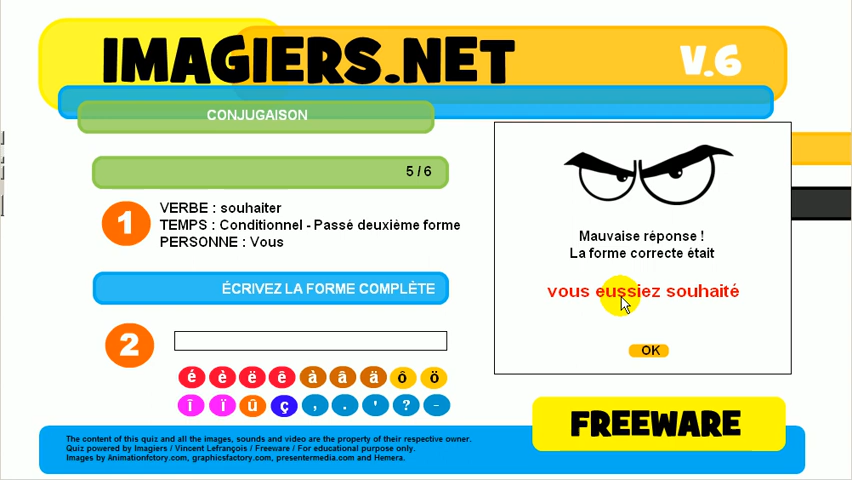 IMAGIERS.NET
V.6
CONJUGAISON
5 / 6
1
VERBE : souhaiter
TEMPS : Conditionnel - Passé deuxième forme
PERSONNE : Vous
Mauvaise réponse !
La forme correcte était
vous eussiez souhaité
OK
ÉCRIVEZ LA FORME COMPLÈTE
2
é è ë ê à â ä ô ö
î ï û ç , . ' ? -
FREEWARE
The content of this quiz and all the images, sounds and video are the property of their respective owner.
Quiz powered by Imagiers / Vincent Lefrançois / Freeware / For educational purpose only.
Images by Animationfctory.com, graphicsfactory.com, presentermedia.com and Hemera.